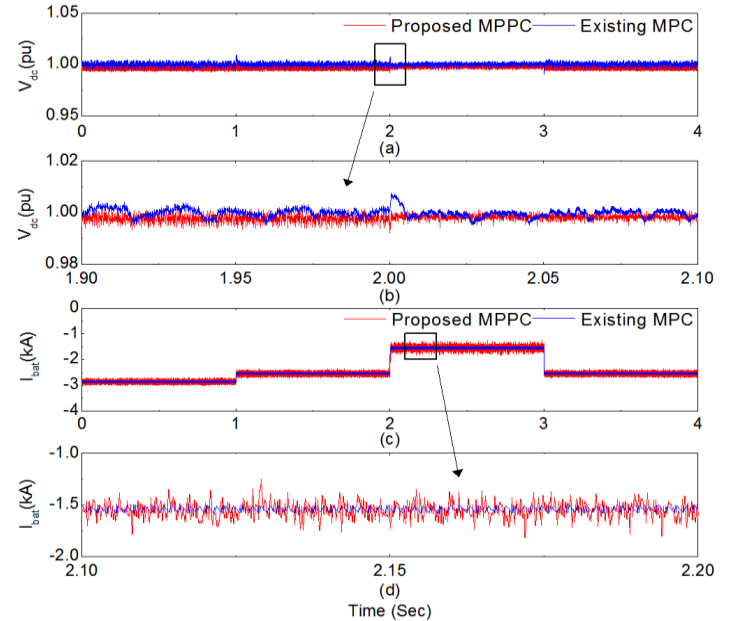 Proposed MPPC Existing MPC
1.05
1.00
0.95
V_dc(pu)
0 1 2 3 4
(a)
1.02
1.00
0.98
V_dc(pu)
1.90 1.95 2.00 2.05 2.10
(b)
Proposed MPPC Existing MPC
0
-1
-2
-3
-4
I_bat(kA)
0 1 2 3 4
(c)
-1.0
-1.5
-2.0
I_bat(kA)
2.10 2.15 2.20
(d)
Time (Sec)